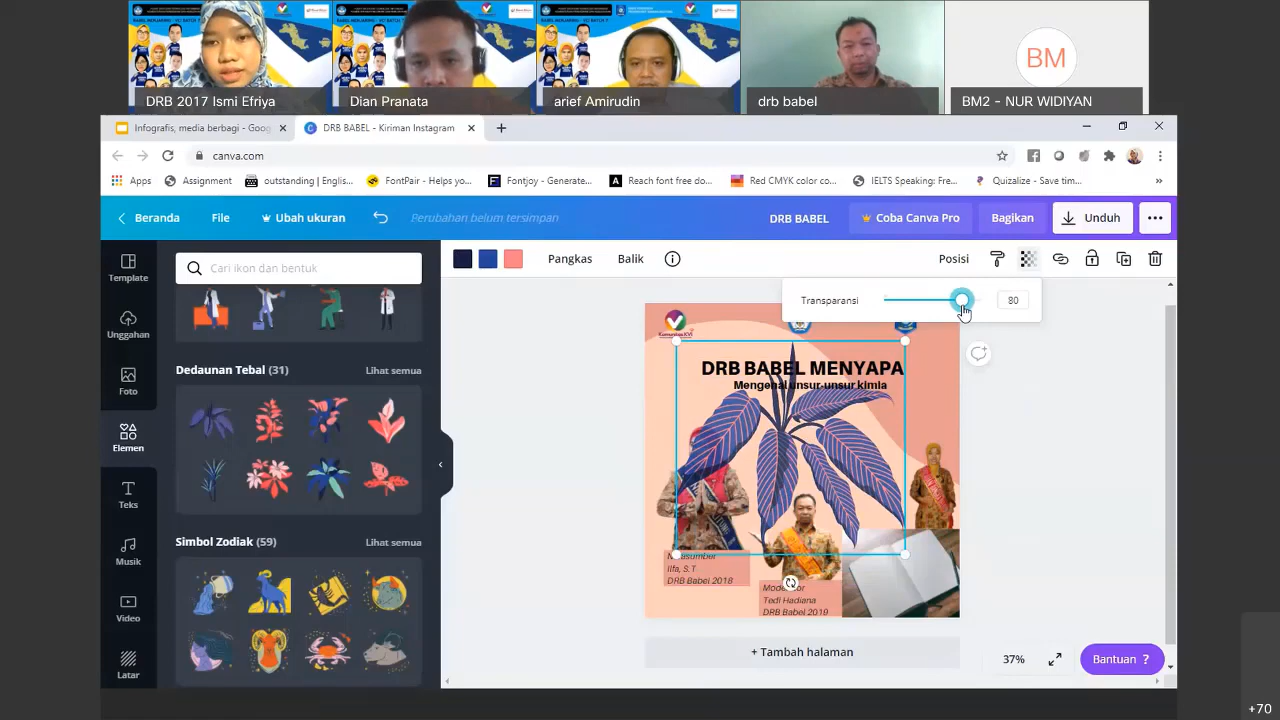 DRB 2017 Ismi Efriya
Dian Pranata
arief Amirudin
drb babel
BM
BM2 - NUR WIDIYAN
Infografis, media berbagi - Goog
DRB BABEL - Kiriman Instagram
canva.com
Apps
Assignment
outstanding | Englis...
FontPair - Helps yo...
Fontjoy - Generate...
Reach font free do...
Red CMYK color co...
IELTS Speaking: Fre...
Quizalize - Save tim...
Beranda
File
Ubah ukuran
Perubahan belum tersimpan
DRB BABEL
Coba Canva Pro
Bagikan
Unduh
Template
Unggahan
Foto
Elemen
Teks
Musik
Video
Latar
Cari ikon dan bentuk
Dedaunan Tebal (31)
Lihat semua
Simbol Zodiak (59)
Lihat semua
Pangkas
Balik
Posisi
Transparansi
80
Komunitas XVI
DRB BABEL MENYAPA
Mengenal unsur-unsur kimia
Narasumber
Ilfa, S.T
DRB Babel 2018
Moderator
Tedi Hadiana
DRB Babel 2019
+ Tambah halaman
37%
Bantuan ?
+70